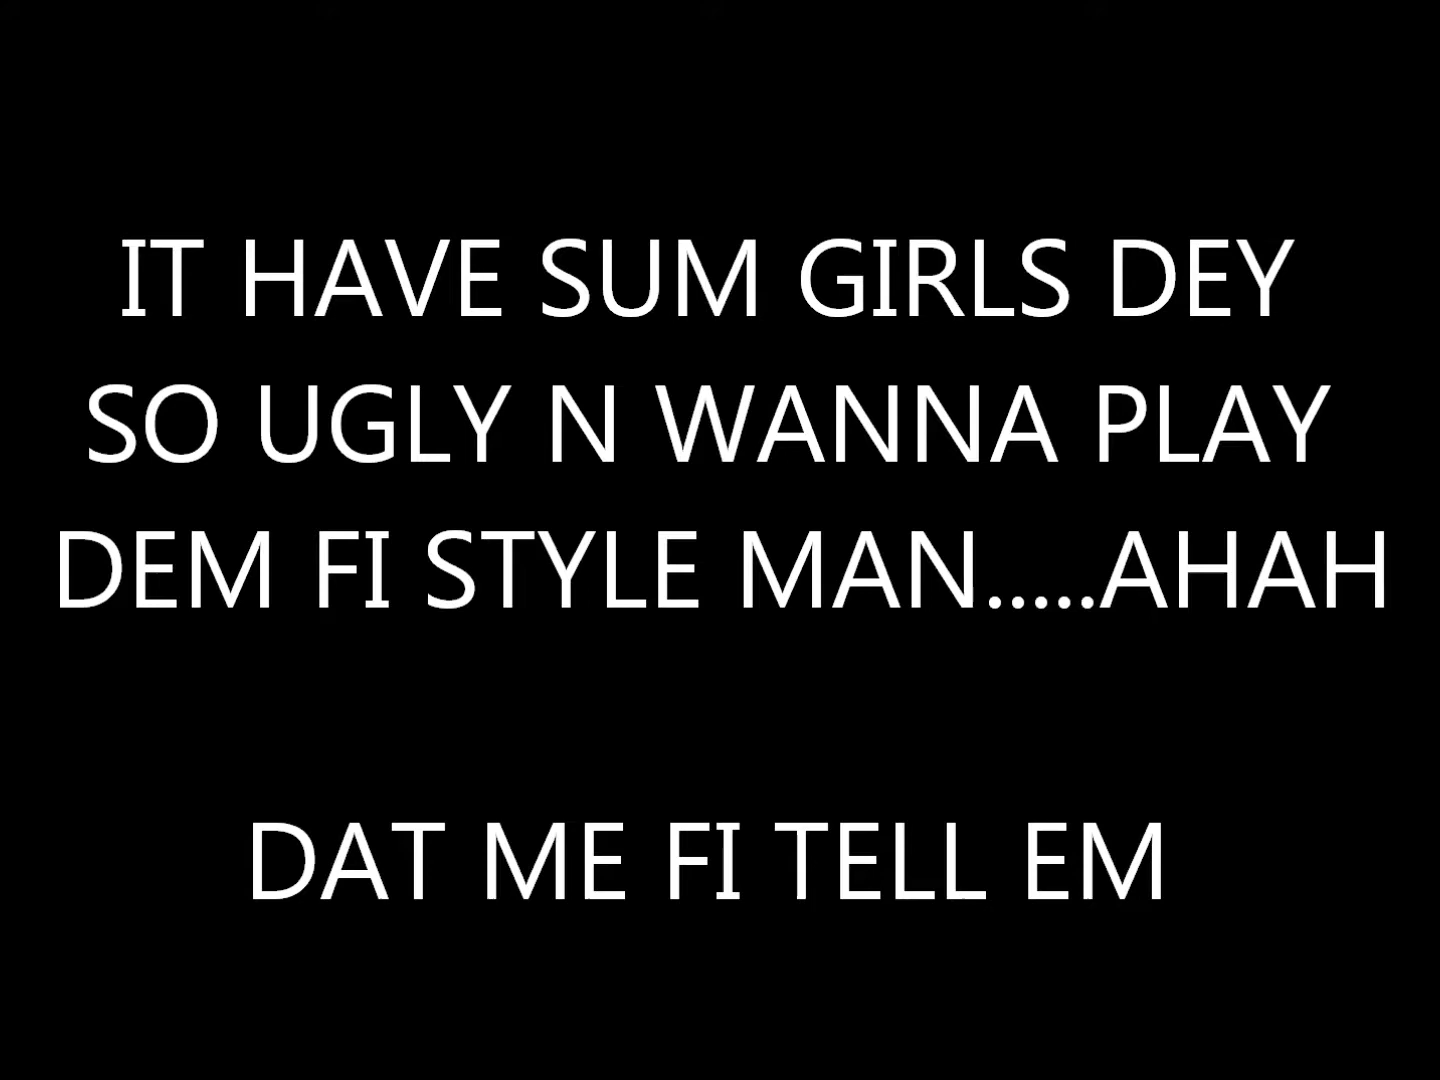 IT HAVE SUM GIRLS DEY
SO UGLY N WANNA PLAY
DEM FI STYLE MAN.....AHAH
DAT ME FI TELL EM